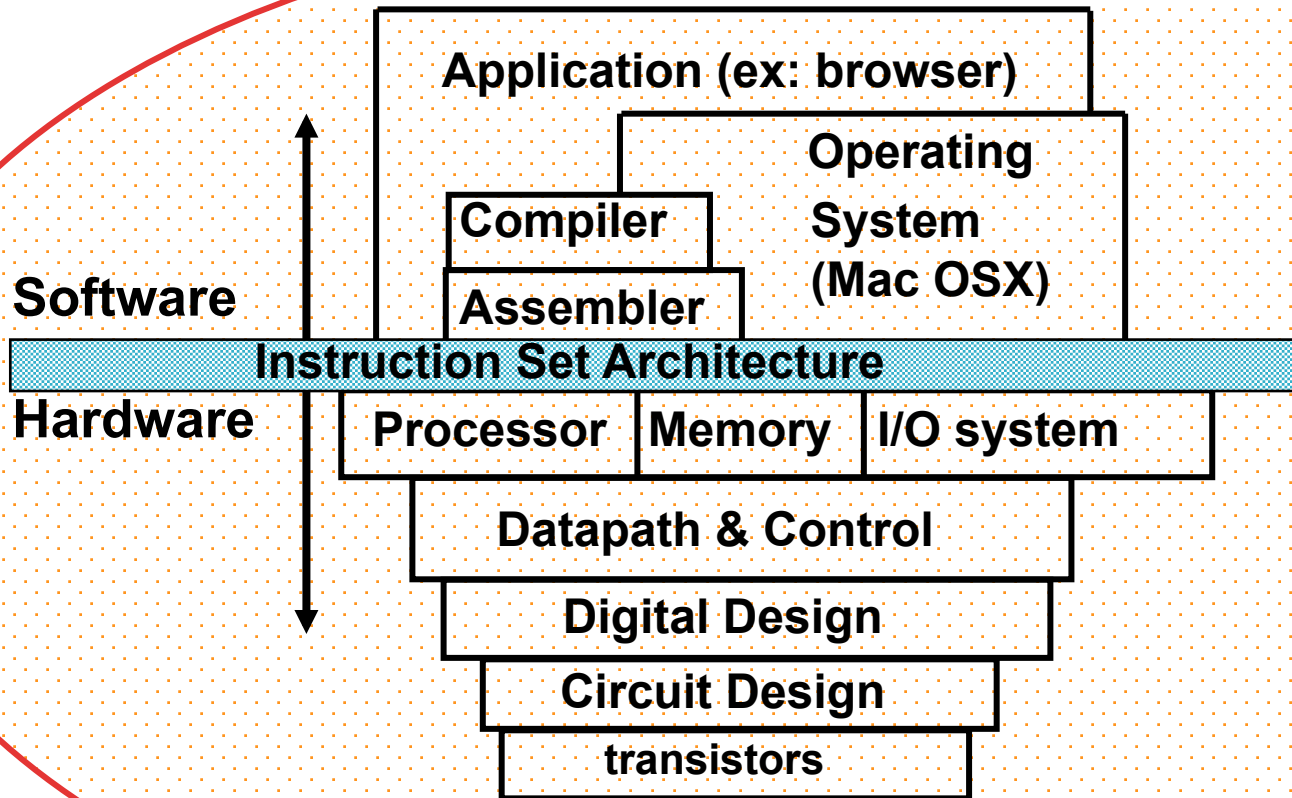 Application (ex: browser)
Operating
Compiler
System
(Mac OSX)
Software
Assembler
Instruction Set Architecture
Hardware
Processor
Memory
I/O system
Datapath & Control
Digital Design
Circuit Design
transistors